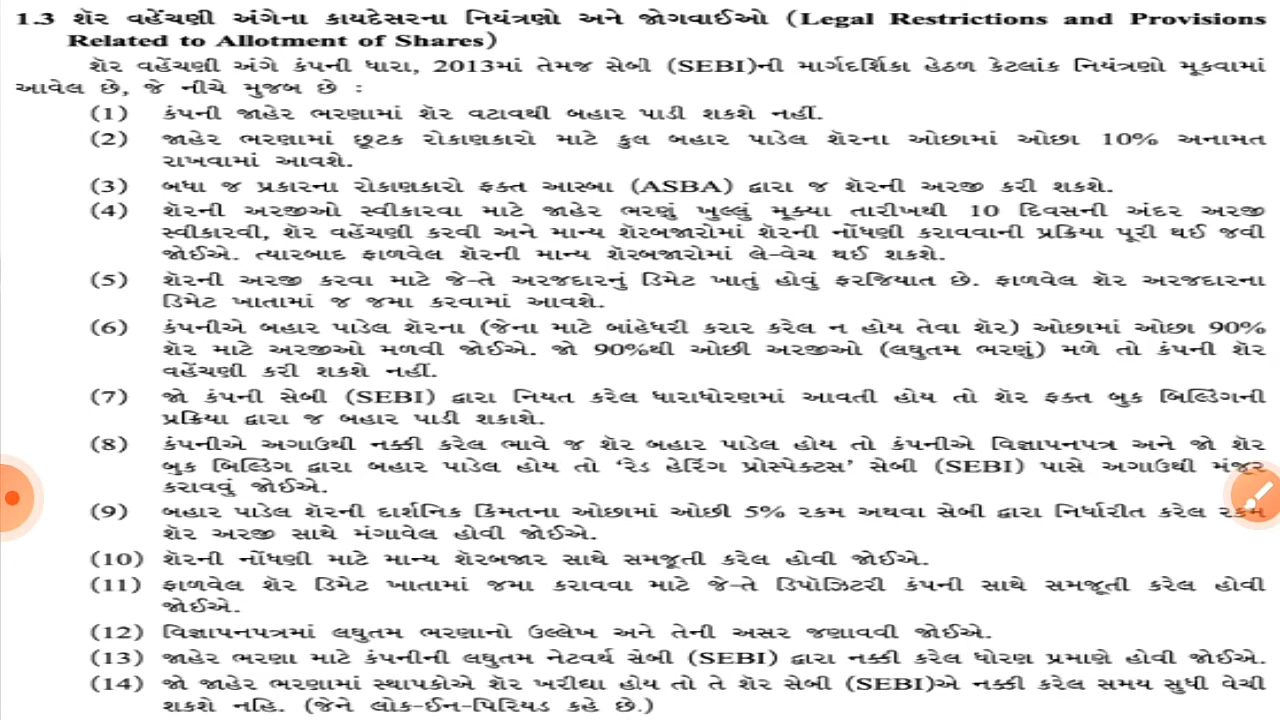 1.3 શૅર વહેંચણી અંગેના કાયદેસરના નિયંત્રણો અને જોગવાઈઓ (Legal Restrictions and Provisions
Related to Allotment of Shares)
શૅર વહેંચણી અંગે કંપની ધારા, 2013માં તેમજ સેબી (SEBI)ની માર્ગદર્શિકા હેઠળ કેટલાંક નિયંત્રણો મૂકવામાં
આવેલ છે, જે નીચે મુજબ છે :
(1) કંપની જાહેર ભરણામાં શૅર વટાવથી બહાર પાડી શકશે નહીં.
(2) જાહેર ભરણામાં છૂટક રોકાણકારો માટે કુલ બહાર પાડેલ શૅરના ઓછામાં ઓછા 10% અનામત
રાખવામાં આવશે.
(3) બધા જ પ્રકારના રોકાણકારો ફક્ત આસ્બા (ASBA) દ્વારા જ શૅરની અરજી કરી શકશે.
(4) શૅરની અરજીઓ સ્વીકારવા માટે જાહેર ભરણું ખુલ્લું મૂક્યા તારીખથી 10 દિવસની અંદર અરજી
સ્વીકારવી, શૅર વહેંચણી કરવી અને માન્ય શૅરબજારોમાં શૅરની નોંધણી કરાવવાની પ્રક્રિયા પૂરી થઈ જવી
જોઈએ. ત્યારબાદ ફાળવેલ શૅરની માન્ય શૅરબજારોમાં લે-વેચ થઈ શકશે.
(5) શૅરની અરજી કરવા માટે જે-તે અરજદારનું ડિમેટ ખાતું હોવું ફરજિયાત છે. ફાળવેલ શૅર અરજદારના
ડિમેટ ખાતામાં જ જમા કરવામાં આવશે.
(6) કંપનીએ બહાર પાડેલ શૅરના (જેના માટે બાંહેધરી કરાર કરેલ ન હોય તેવા શૅર) ઓછામાં ઓછા 90%
શૅર માટે અરજીઓ મળવી જોઈએ. જો 90%થી ઓછી અરજીઓ (લઘુતમ ભરણું) મળે તો કંપની શૅર
વહેંચણી કરી શકશે નહીં.
(7) જો કંપની સેબી (SEBI) દ્વારા નિયત કરેલ ધારાધોરણમાં આવતી હોય તો શૅર ફક્ત બુક બિલ્ડિંગની
પ્રક્રિયા દ્વારા જ બહાર પાડી શકાશે.
(8) કંપનીએ અગાઉથી નક્કી કરેલ ભાવે જ શૅર બહાર પાડેલ હોય તો કંપનીએ વિજ્ઞાપનપત્ર અને જો શૅર
બુક બિલ્ડિંગ દ્વારા બહાર પાડેલ હોય તો ‘રેડ હેરિંગ પ્રોસ્પેક્ટસ’ સેબી (SEBI) પાસે અગાઉથી મંજૂર
કરાવવું જોઈએ.
(9) બહાર પાડેલ શૅરની દાર્શનિક કિંમતના ઓછામાં ઓછી 5% રકમ અથવા સેબી દ્વારા નિર્ધારીત કરેલ રકમ
શૅર અરજી સાથે મંગાવેલ હોવી જોઈએ.
(10) શૅરની નોંધણી માટે માન્ય શૅરબજાર સાથે સમજૂતી કરેલ હોવી જોઈએ.
(11) ફાળવેલ શૅર ડિમેટ ખાતામાં જમા કરાવવા માટે જે-તે ડિપૉઝિટરી કંપની સાથે સમજૂતી કરેલ હોવી
જોઈએ.
(12) વિજ્ઞાપનપત્રમાં લઘુતમ ભરણાનો ઉલ્લેખ અને તેની અસર જણાવવી જોઈએ.
(13) જાહેર ભરણા માટે કંપનીની લઘુતમ નેટવર્થ સેબી (SEBI) દ્વારા નક્કી કરેલ ધોરણ પ્રમાણે હોવી જોઈએ.
(14) જો જાહેર ભરણામાં સ્થાપકોએ શૅર ખરીદ્યા હોય તો તે શૅર સેબી (SEBI)એ નક્કી કરેલ સમય સુધી વેચી
શકશે નહિ. (જેને લોક-ઈન-પિરિયડ કહે છે.)